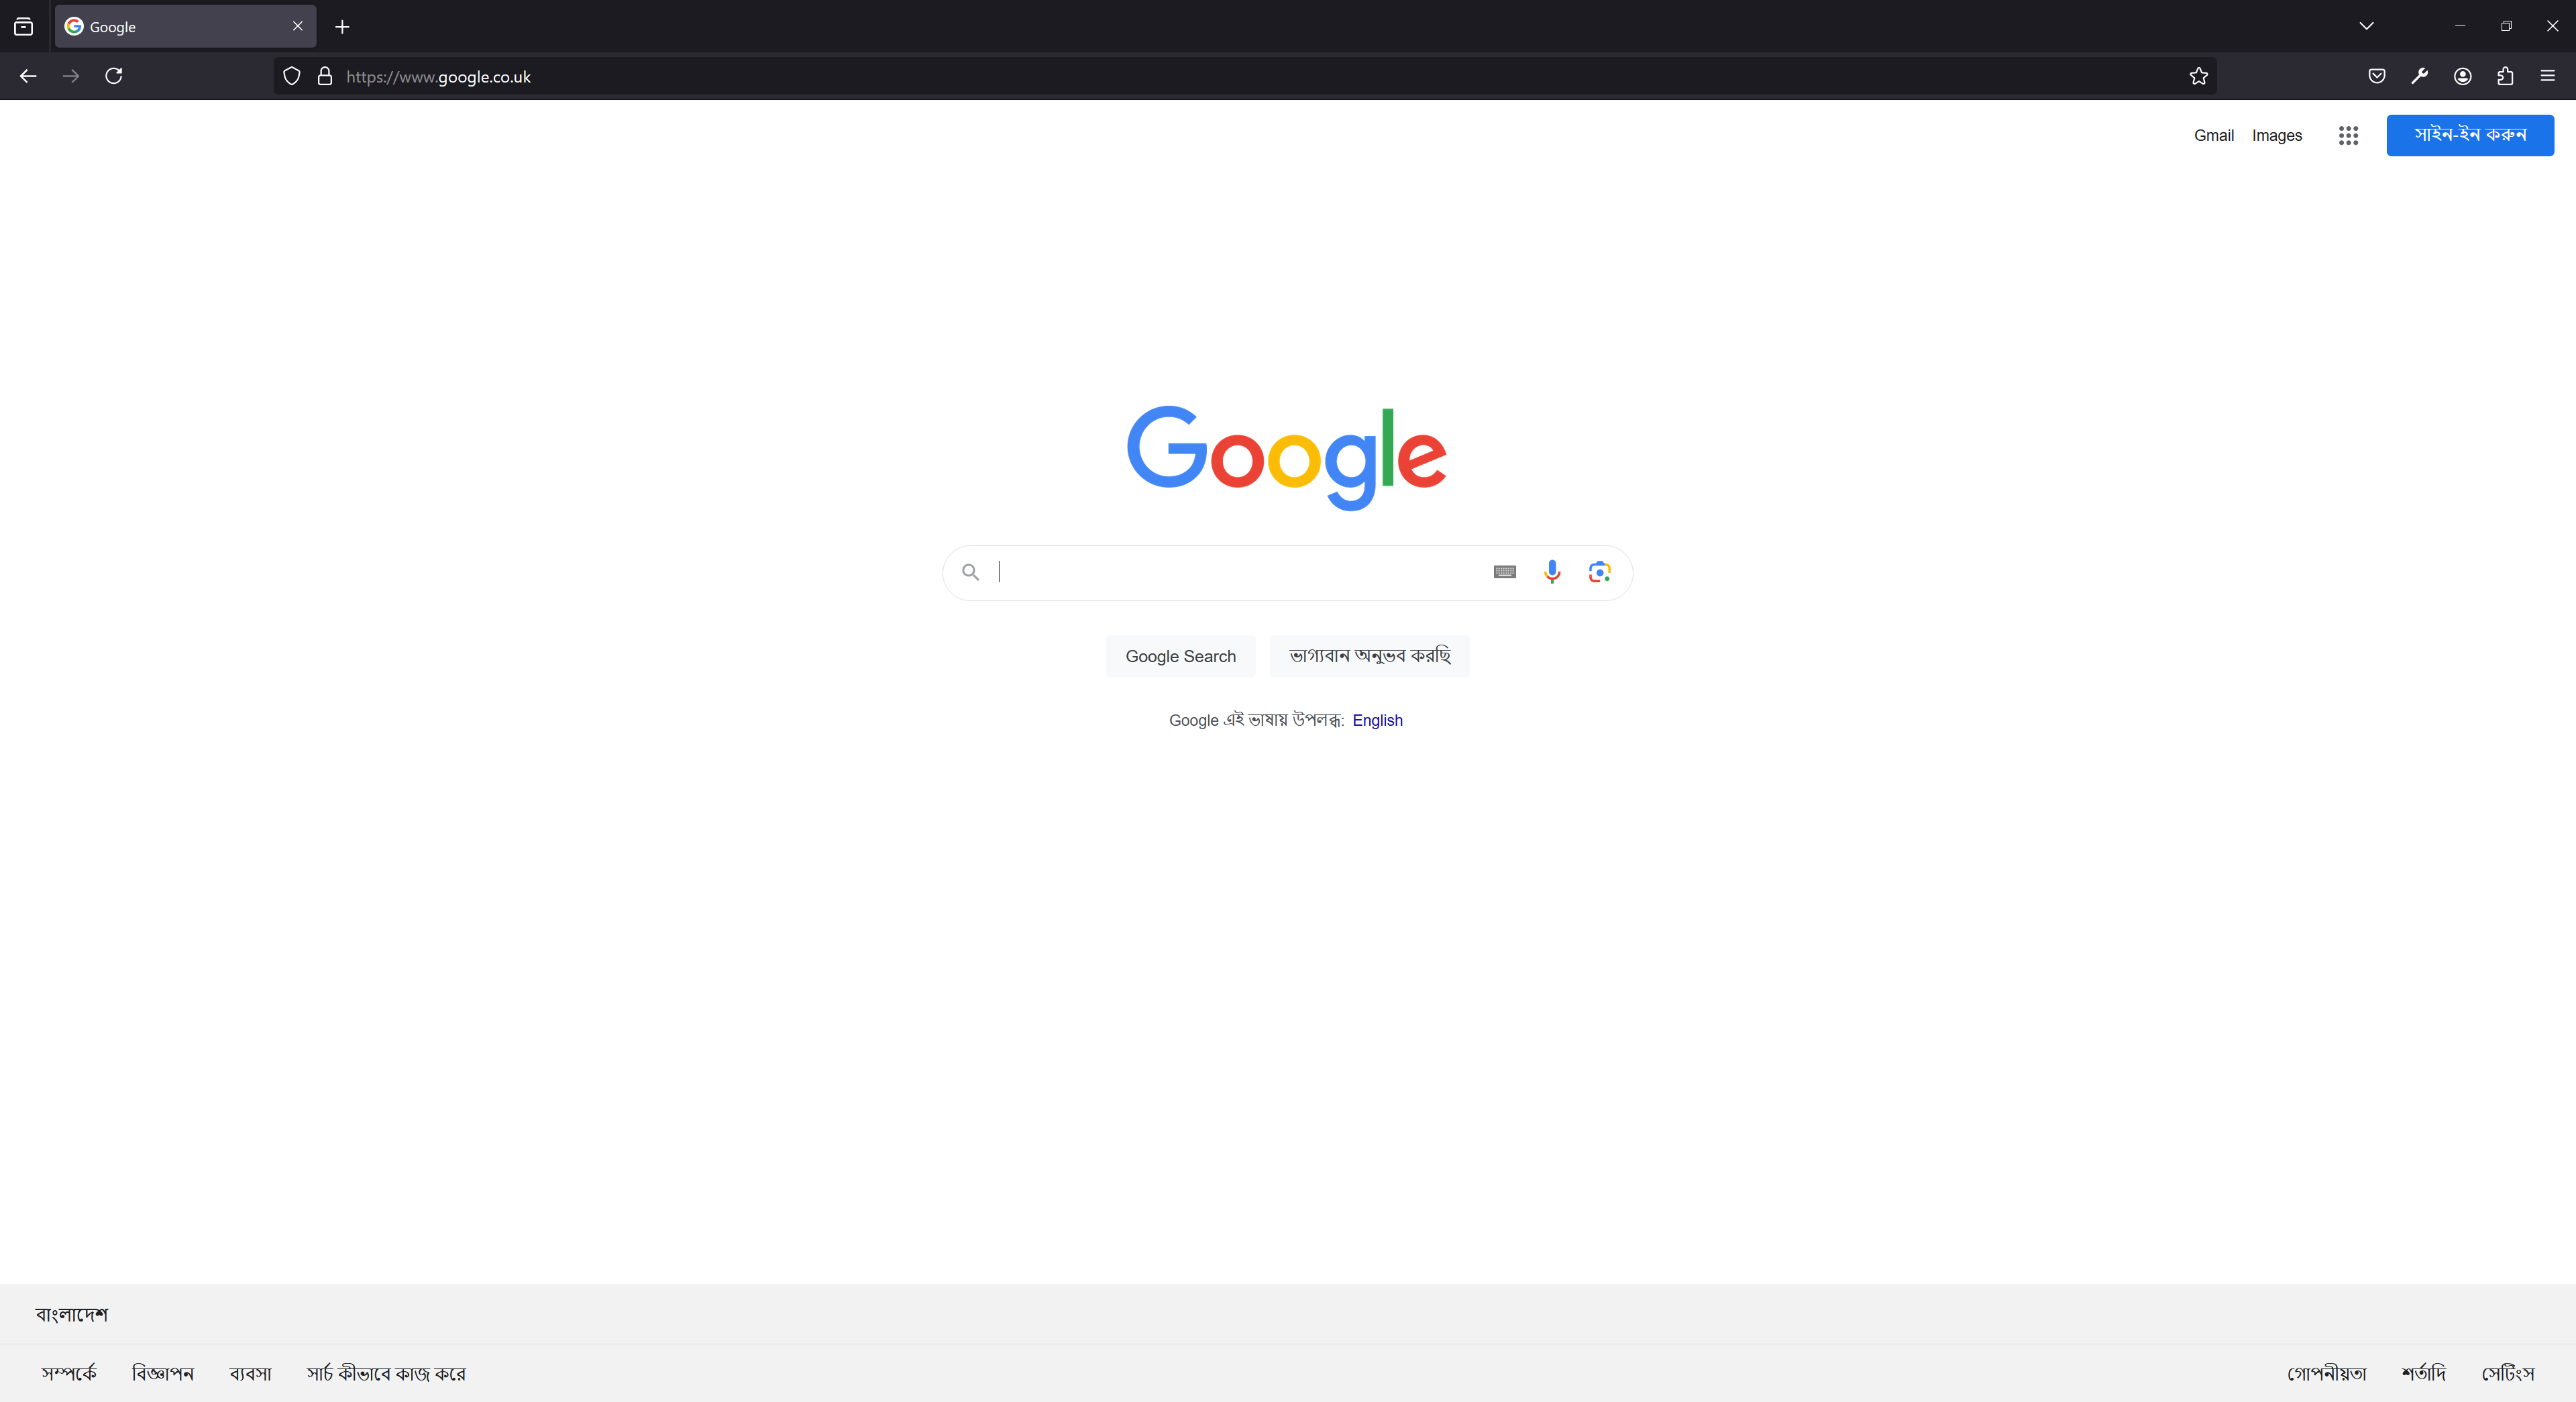 Google
https://www.google.co.uk
Gmail Images সাইন-ইন করুন
Google
Google Search ভাগ্যবান অনুভব করছি
Google এই ভাষায় উপলব্ধ: English
বাংলাদেশ
সম্পর্কে বিজ্ঞাপন ব্যবসা সার্চ কীভাবে কাজ করে গোপনীয়তা শর্তাদি সেটিংস